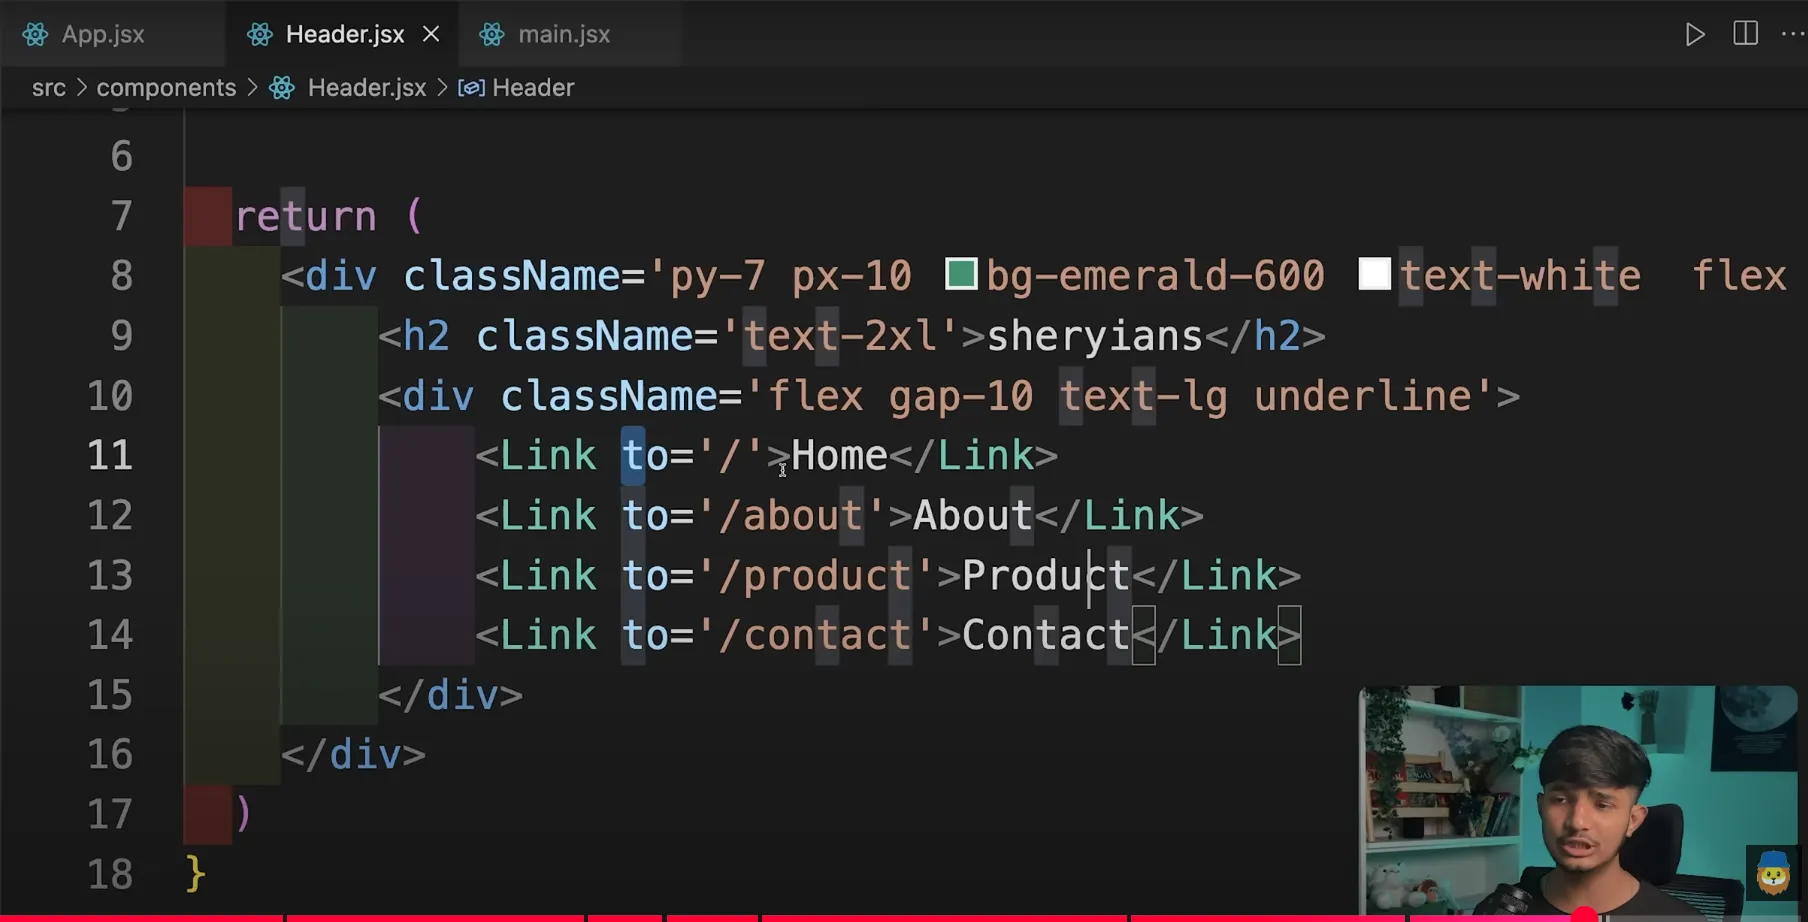 App.jsx Header.jsx main.jsx
src > components > Header.jsx > Header
6
7 return (
8 <div className='py-7 px-10 bg-emerald-600 text-white flex
9 <h2 className='text-2xl'>sheryians</h2>
10 <div className='flex gap-10 text-lg underline'>
11 <Link to='/'>Home</Link>
12 <Link to='/about'>About</Link>
13 <Link to='/product'>Product</Link>
14 <Link to='/contact'>Contact</Link>
15 </div>
16 </div>
17 )
18 }